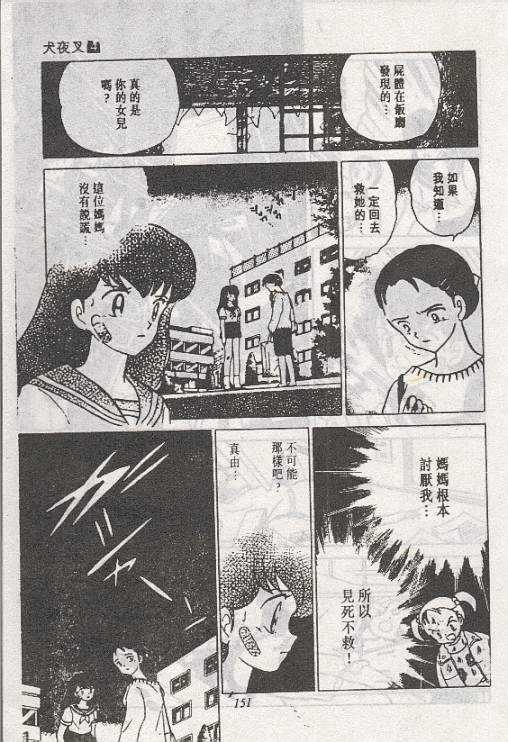 犬夜叉2
屍體在飯廳
發現的…
真的是
你的女兒
嗎？
如果
我知道…
一定回去
救她的…
這位媽媽
沒有說謊…
媽媽根本
討厭我…
所以
見死不救！
不可能
那樣吧，
真由…
151